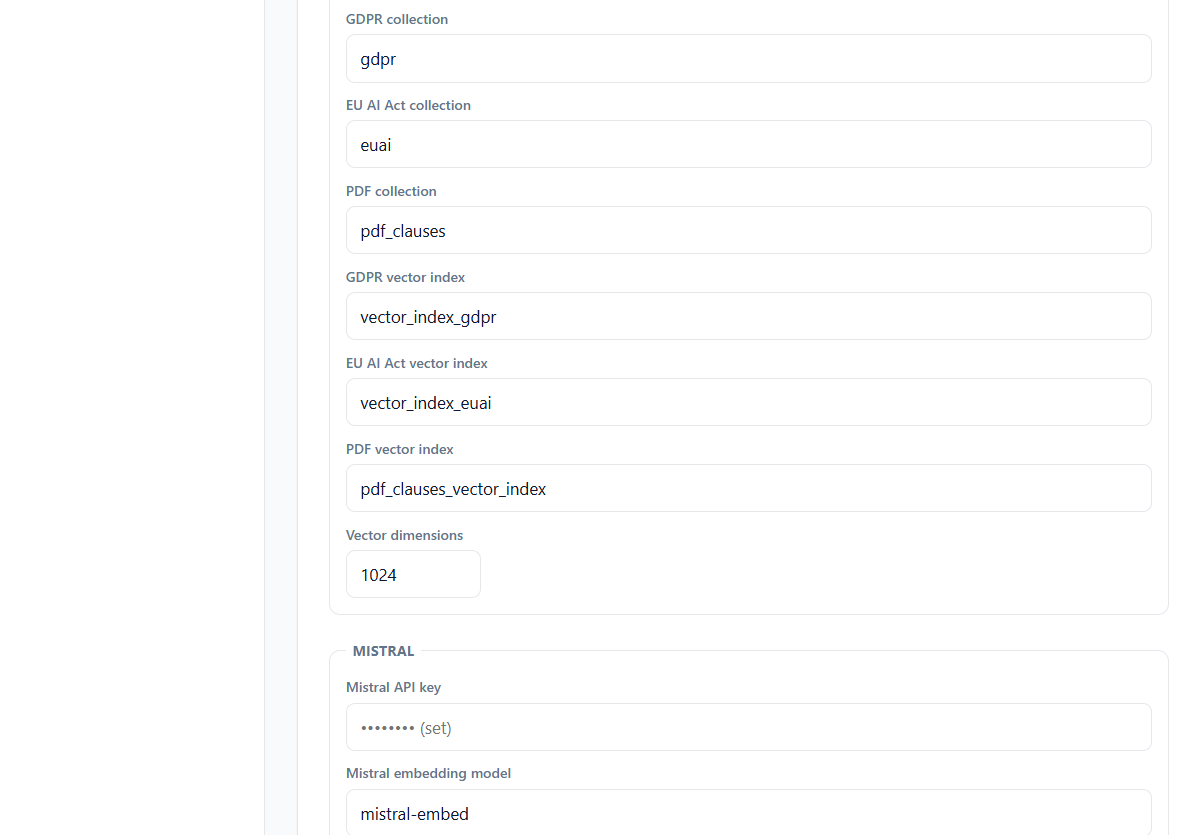 GDPR collection
gdpr
EU AI Act collection
euai
PDF collection
pdf_clauses
GDPR vector index
vector_index_gdpr
EU AI Act vector index
vector_index_euai
PDF vector index
pdf_clauses_vector_index
Vector dimensions
1024
MISTRAL
Mistral API key
•••••••• (set)
Mistral embedding model
mistral-embed